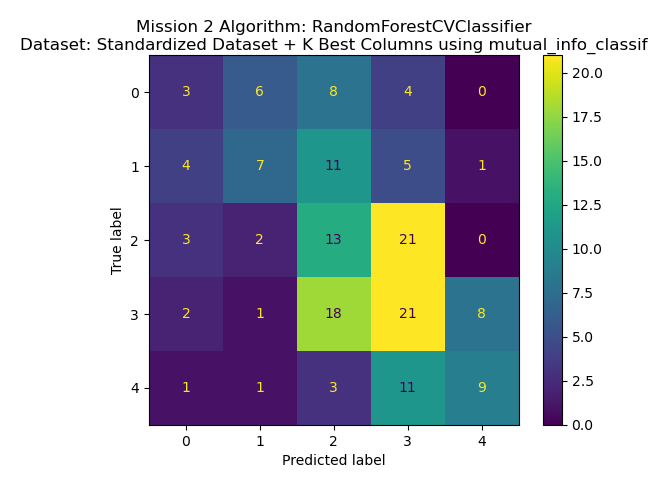 Mission 2 Algorithm: RandomForestCVClassifier
Dataset: Standardized Dataset + K Best Columns using mutual_info_classif
0 3 6 8 4 0
1 4 7 11 5 1
2 3 2 13 21 0
3 2 1 18 21 8
4 1 1 3 11 9
0 1 2 3 4
Predicted label
True label
20.0
17.5
15.0
12.5
10.0
7.5
5.0
2.5
0.0